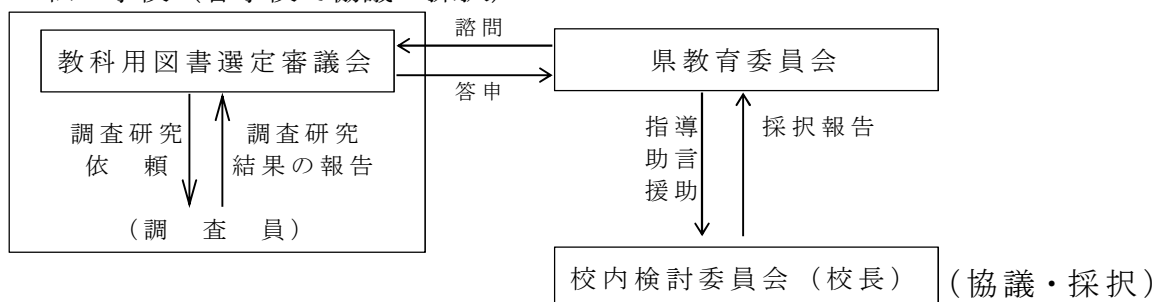 諮問
教科用図書選定審議会
県教育委員会
答申
調査研究
依頼
調査研究
結果の報告
指導
助言
援助
採択報告
（調査員）
校内検討委員会（校長）
（協議・採択）